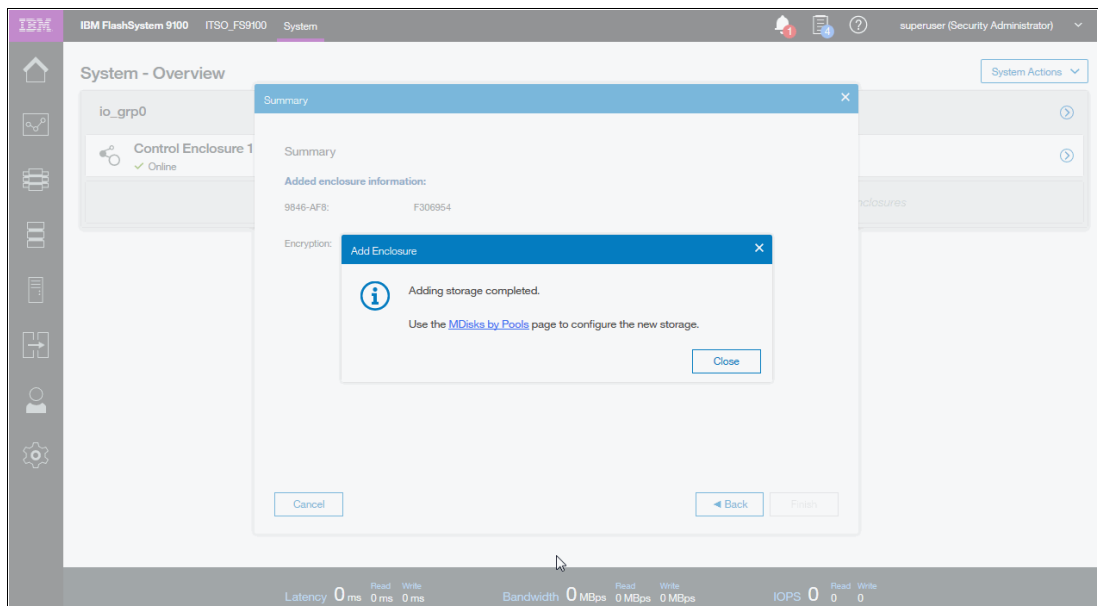 IBM IBM FlashSystem 9100 ITSO_FS9100 System 1 4 ? superuser (Security Administrator)
System - Overview System Actions
Summary
io_grp0
Control Enclosure 1
Online
Summary
Added enclosure information:
9846-AF8: F306954
nclosures
Encryption:
Add Enclosure
Adding storage completed.
Use the MDisks by Pools page to configure the new storage.
Close
Cancel Back Finish
Read Write Read Write Read Write
Latency 0 ms 0 ms 0 ms Bandwidth 0 MBps 0 MBps 0 MBps IOPS 0 0 0